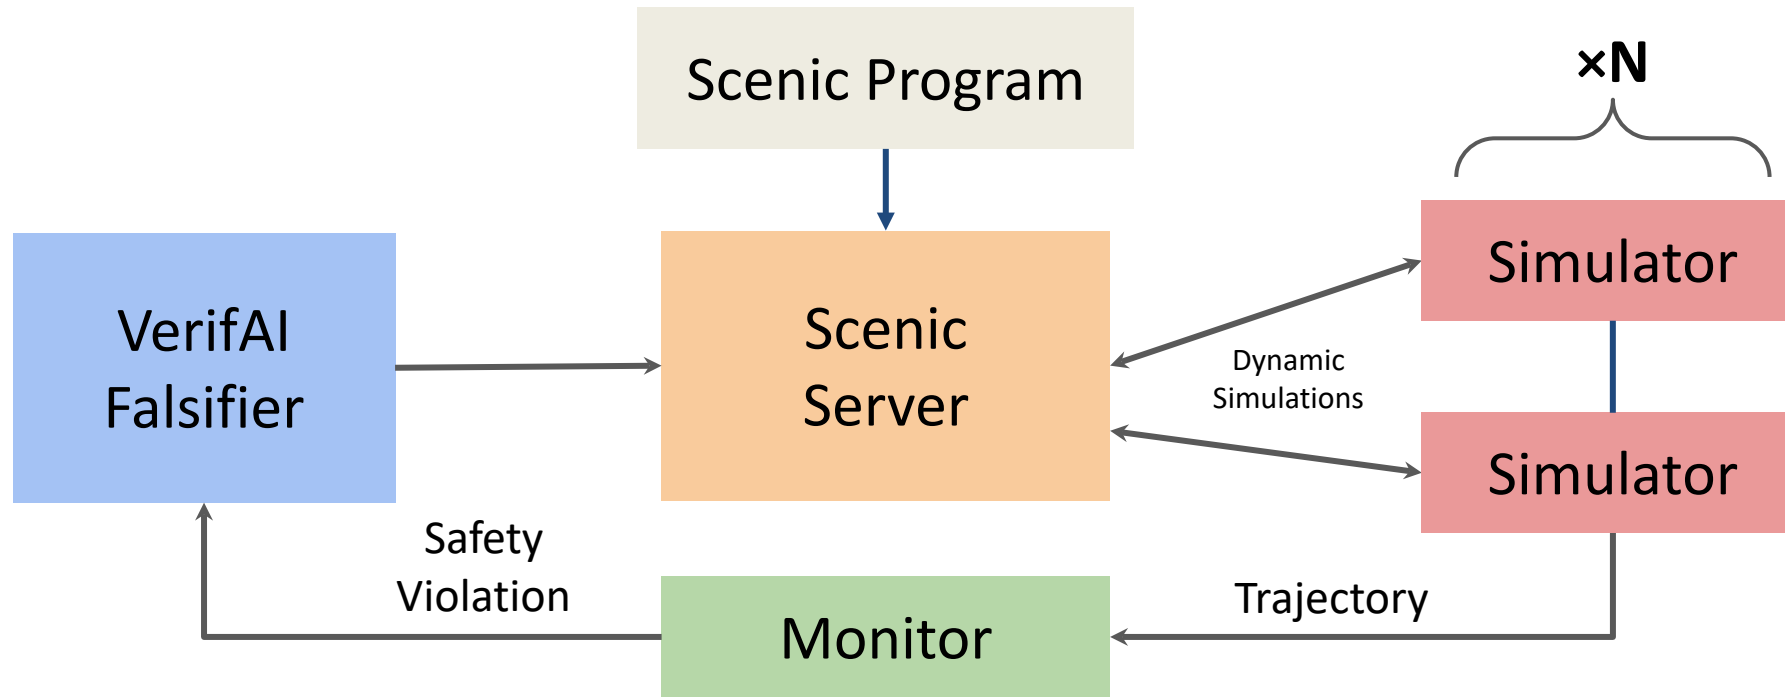 Scenic Program
×N
VerifAI
Falsifier
Scenic
Server
Simulator
Dynamic
Simulations
Simulator
Safety
Violation
Monitor
Trajectory